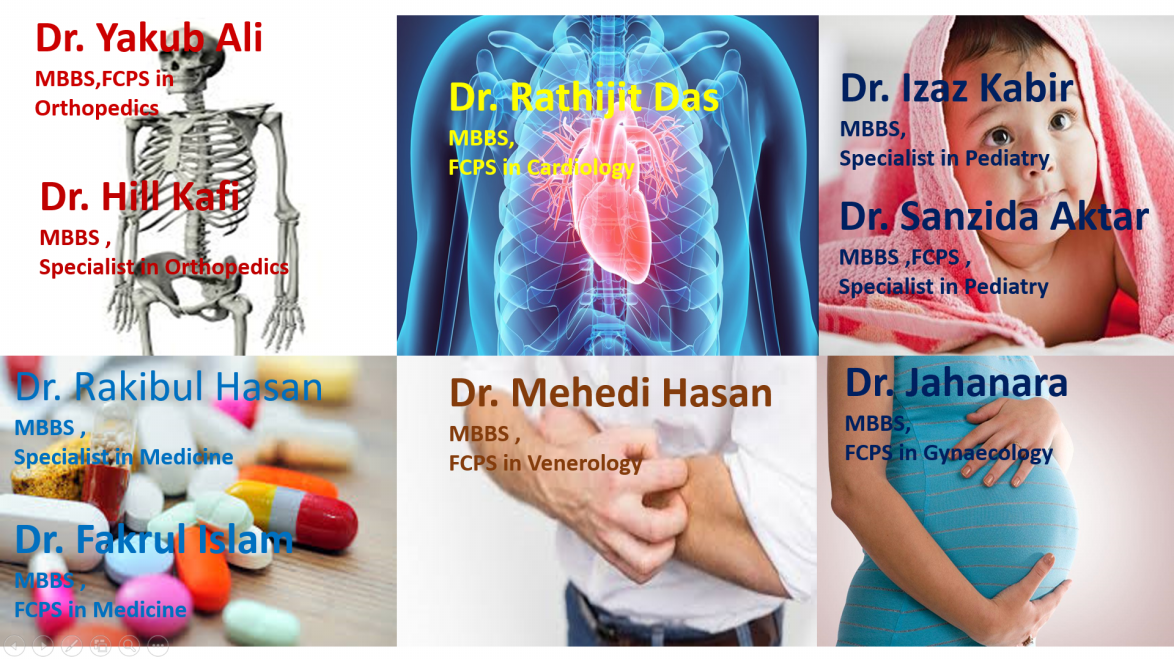 Dr. Yakub Ali
MBBS,FCPS in
Orthopedics
Dr. Hill Kafi
MBBS ,
Specialist in Orthopedics
Dr. Rathijit Das
MBBS,
FCPS in Cardiology
Dr. Izaz Kabir
MBBS,
Specialist in Pediatry
Dr. Sanzida Aktar
MBBS ,FCPS ,
Specialist in Pediatry
Dr. Rakibul Hasan
MBBS ,
Specialist in Medicine
Dr. Fakrul Islam
MBBS ,
FCPS in Medicine
Dr. Mehedi Hasan
MBBS ,
FCPS in Venerology
Dr. Jahanara
MBBS,
FCPS in Gynaecology